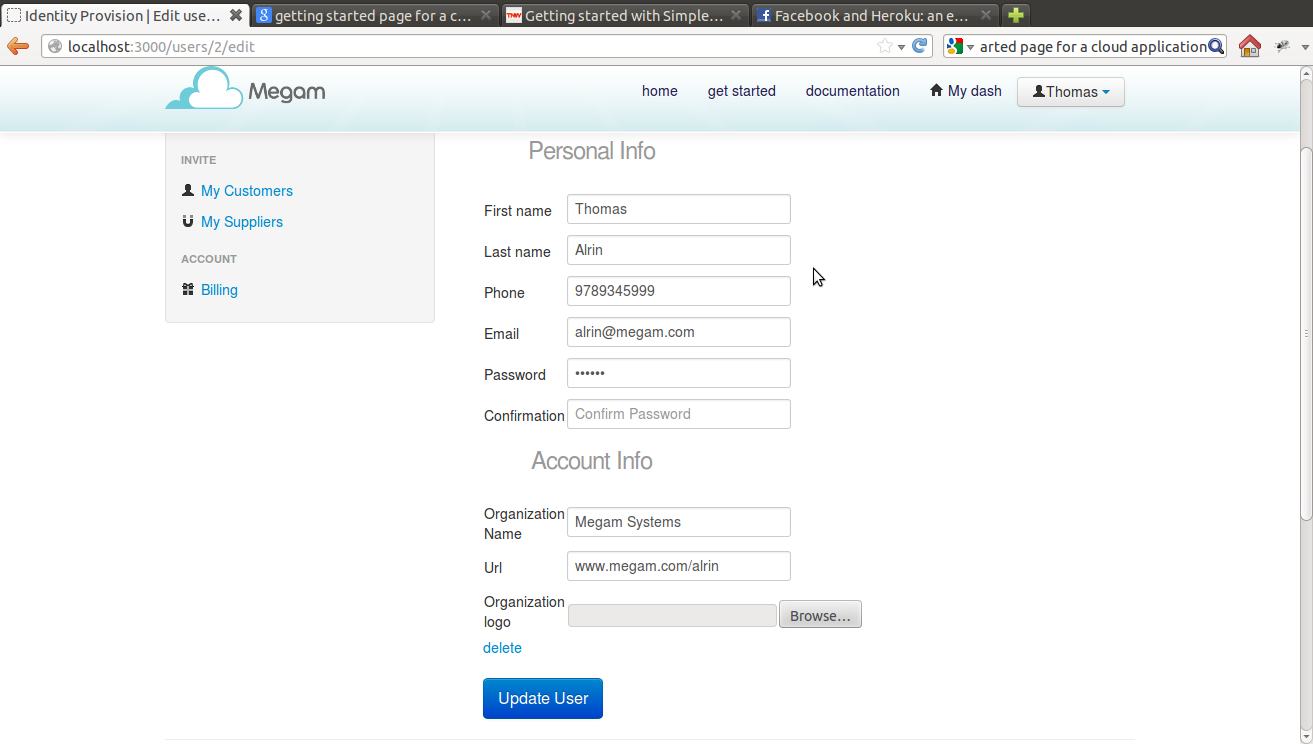 Identity Provision | Edit use...
getting started page for a c...
Getting started with Simple...
Facebook and Heroku: an e...
localhost:3000/users/2/edit
arted page for a cloud application
Megam
home
get started
documentation
My dash
Thomas
INVITE
My Customers
My Suppliers
ACCOUNT
Billing
Personal Info
First name
Thomas
Last name
Alrin
Phone
9789345999
Email
alrin@megam.com
Password
••••••
Confirmation
Confirm Password
Account Info
Organization
Name
Megam Systems
Url
www.megam.com/alrin
Organization
logo
Browse...
delete
Update User